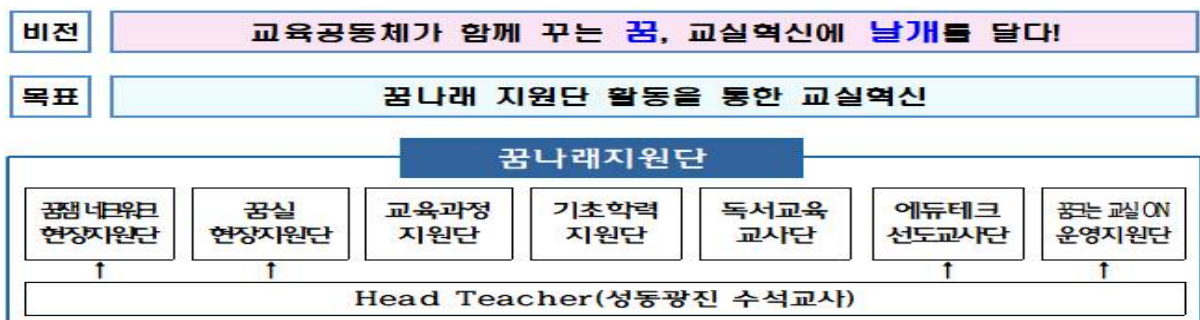 비전
교육공동체가 함께 꾸는 꿈, 교실혁신에 날개를 달다!
목표
꿈나래 지원단 활동을 통한 교실혁신
꿈나래지원단
꿈잼 네크워크
현장지원단
꿈실
현장지원단
교육과정
지원단
기초학력
지원단
독서교육
교사단
에듀테크
선도교사단
꿈크는 교실 ON
운영지원단
↑ ↑ ↑ ↑
Head Teacher(성동광진 수석교사)